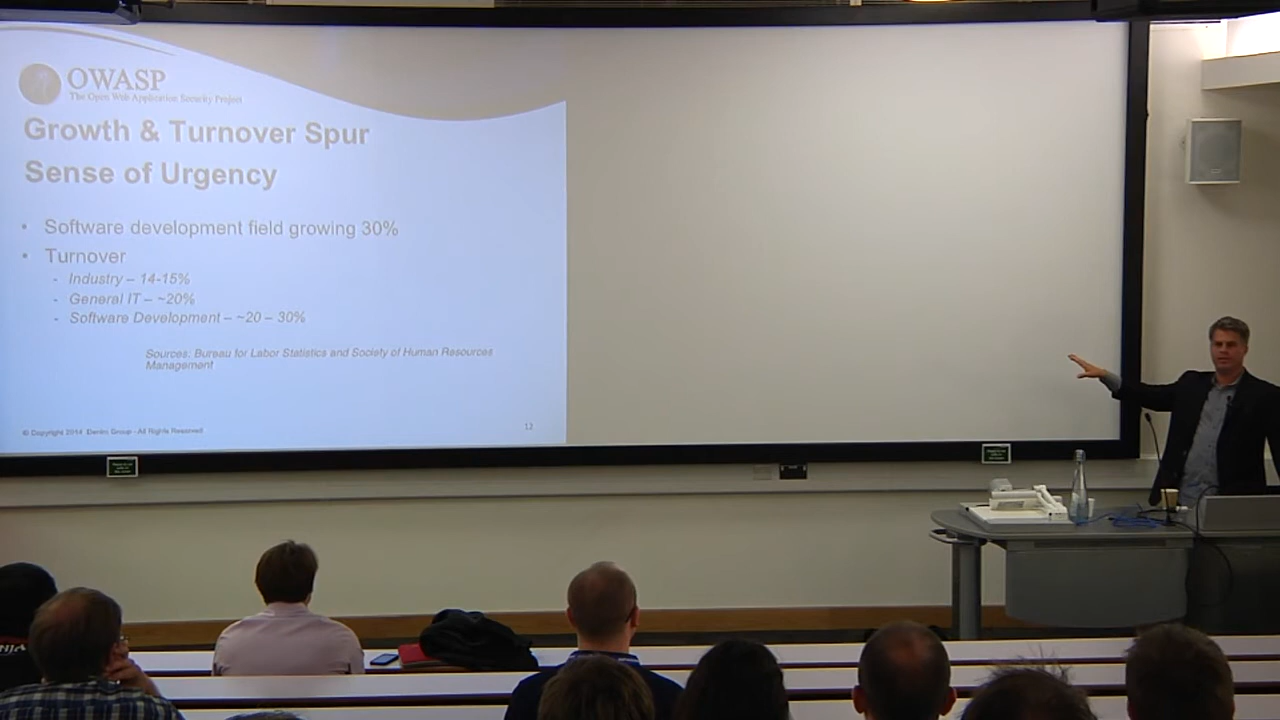 OWASP
The Open Web Application Security Project
Growth & Turnover Spur
Sense of Urgency
• Software development field growing 30%
• Turnover
- Industry – 14-15%
- General IT – ~20%
- Software Development – ~20 – 30%
Sources: Bureau for Labor Statistics and Society of Human Resources
Management
© Copyright 2014 Denim Group - All Rights Reserved
13